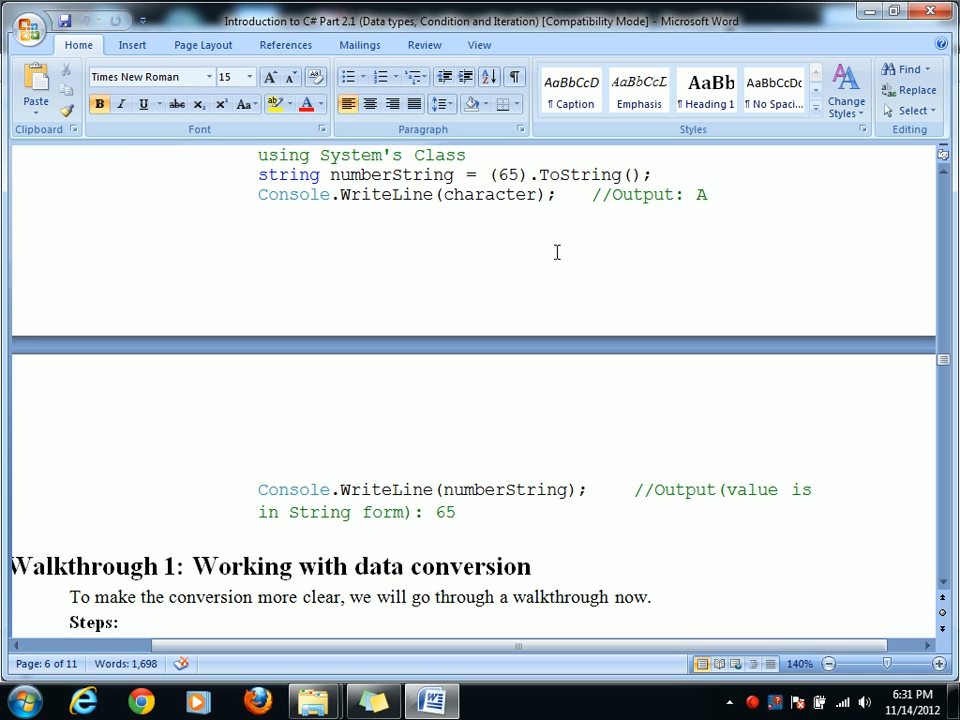 Introduction to C# Part 2.1 (Data types, Condition and Iteration) [Compatibility Mode] - Microsoft Word
Home Insert Page Layout References Mailings Review View
Paste
Clipboard
Times New Roman 15
Font
Paragraph
AaBbCcD AaBbCcL AaBb AaBbCcDc
¶ Caption Emphasis ¶ Heading 1 ¶ No Spaci...
Change Styles
Styles
Find
Replace
Select
Editing
using System's Class
string numberString = (65).ToString();
Console.WriteLine(character); //Output: A
Console.WriteLine(numberString); //Output(value is
in String form): 65
Walkthrough 1: Working with data conversion
To make the conversion more clear, we will go through a walkthrough now.
Steps:
Page: 6 of 11 Words: 1,698 140%
6:31 PM
11/14/2012